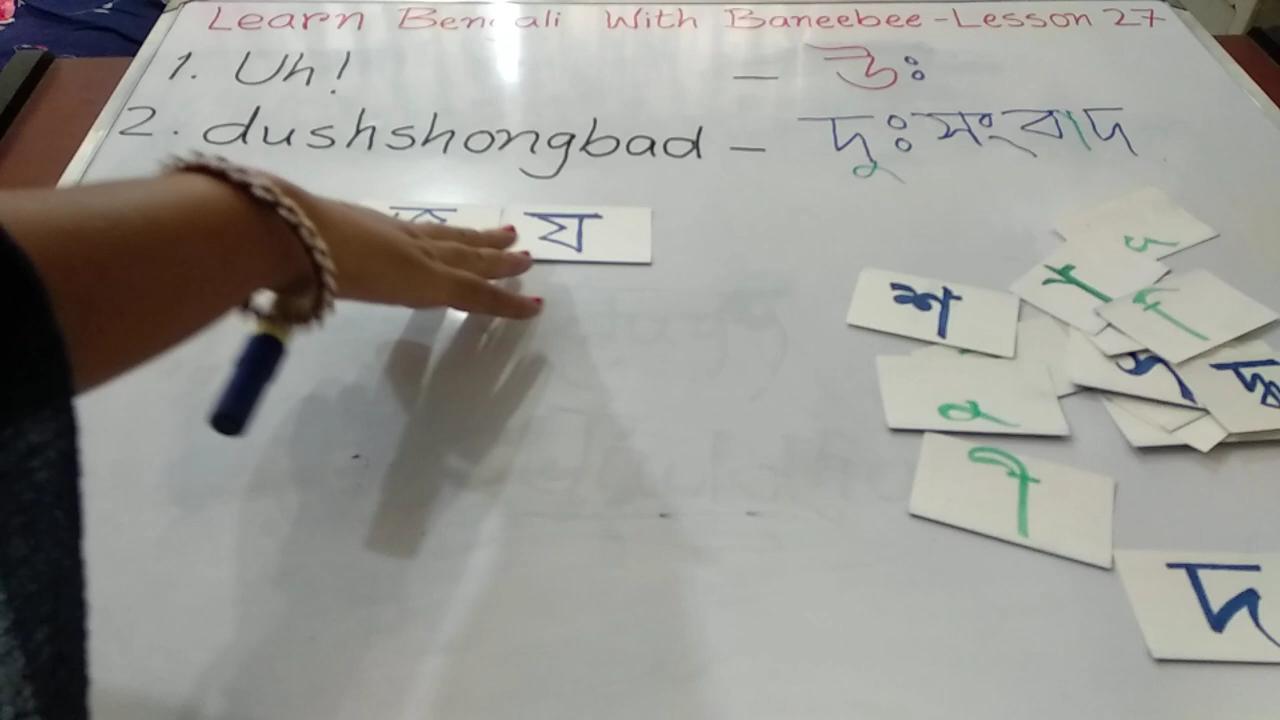 Learn Bengali With Baneebee - Lesson 27
1. Uh! - উঃ
2. dushshongbad - দুঃসংবাদ
য
শ
ী
দ